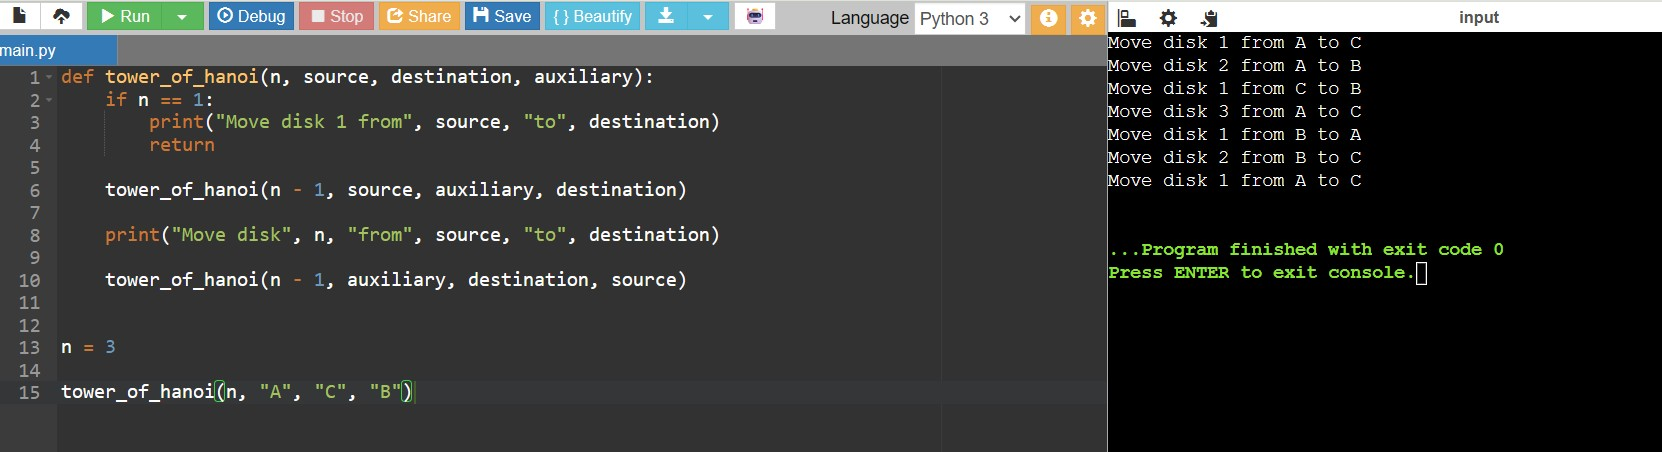 Run Debug Stop Share Save { } Beautify Language Python 3
main.py
1 def tower_of_hanoi(n, source, destination, auxiliary):
2     if n == 1:
3         print("Move disk 1 from", source, "to", destination)
4         return
5
6     tower_of_hanoi(n - 1, source, auxiliary, destination)
7
8     print("Move disk", n, "from", source, "to", destination)
9
10     tower_of_hanoi(n - 1, auxiliary, destination, source)
11
12
13 n = 3
14
15 tower_of_hanoi(n, "A", "C", "B")
input
Move disk 1 from A to C
Move disk 2 from A to B
Move disk 1 from C to B
Move disk 3 from A to C
Move disk 1 from B to A
Move disk 2 from B to C
Move disk 1 from A to C
...Program finished with exit code 0
Press ENTER to exit console.